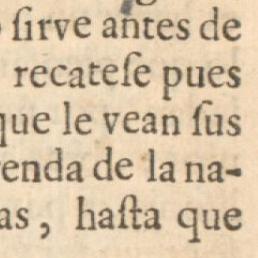 ſirve antes de
recateſe pues
que le vean ſus
enda de la na-
as, haſta que